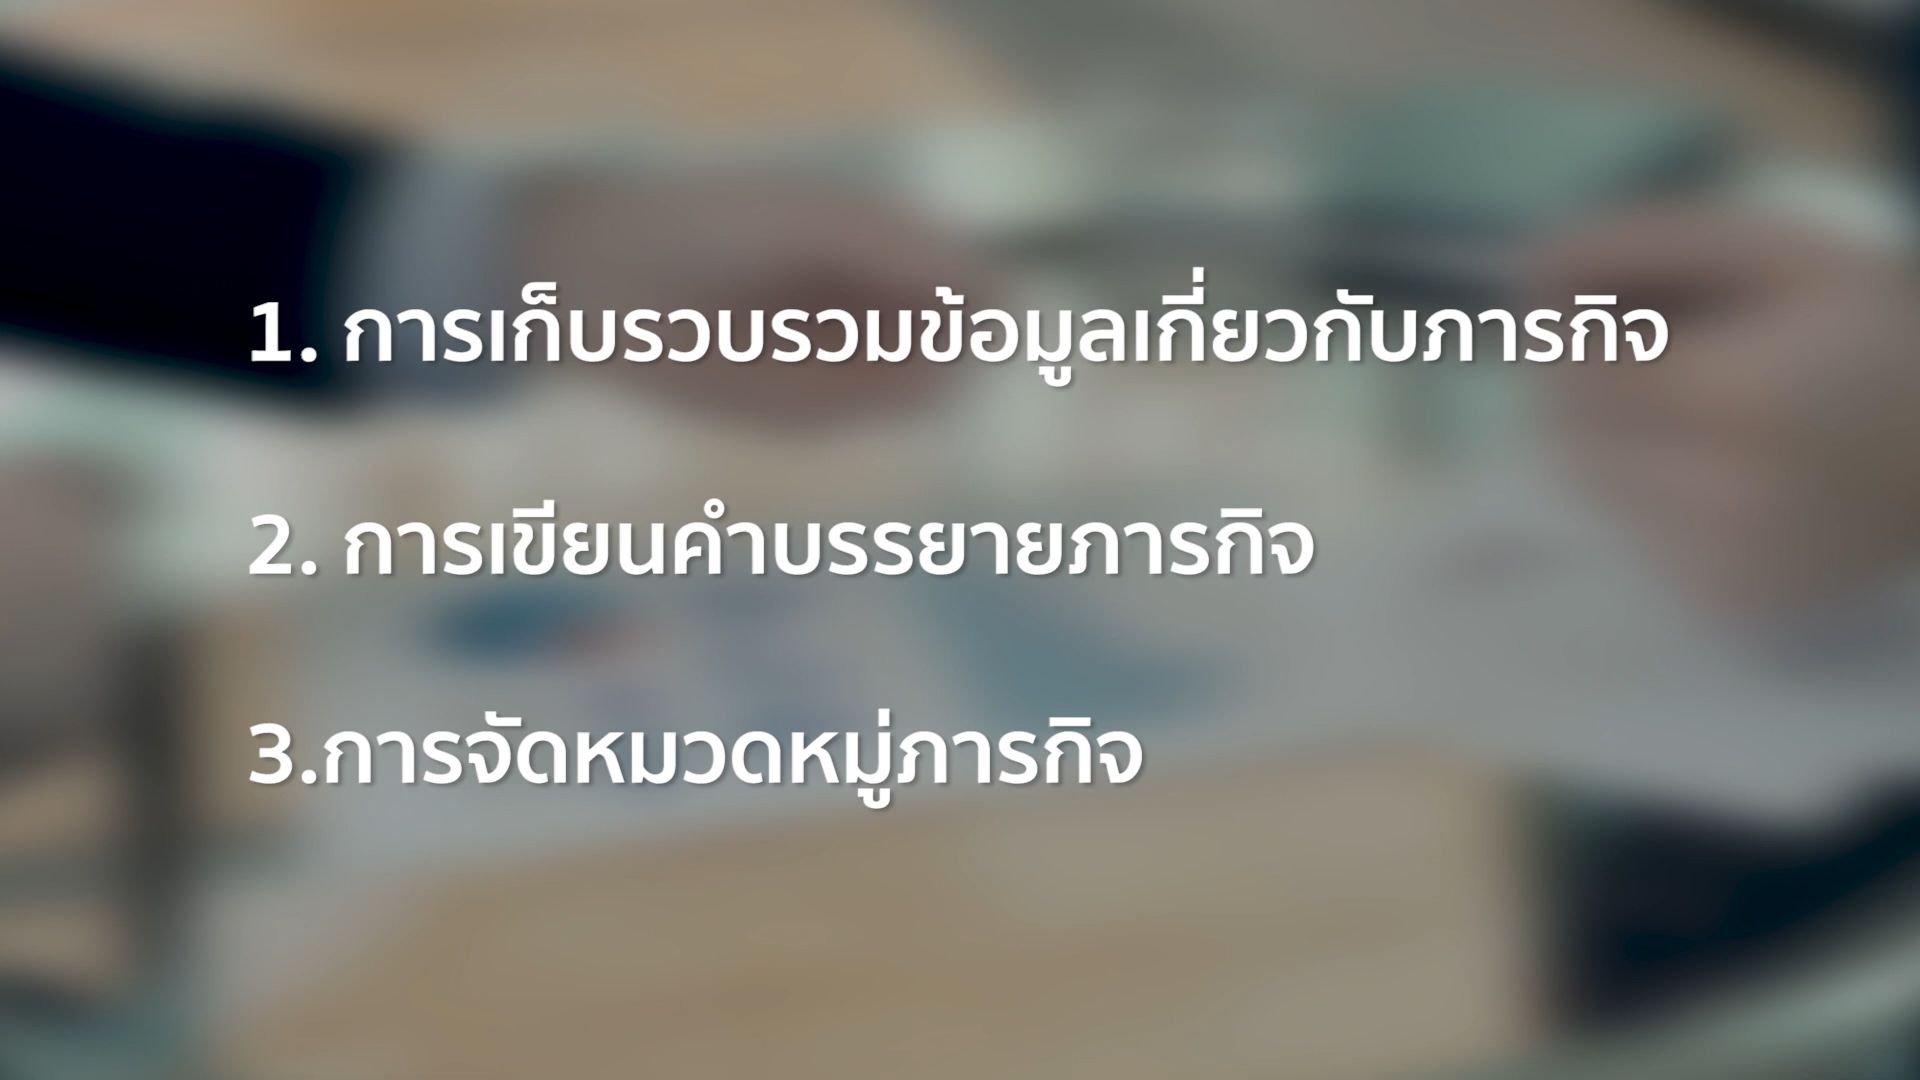 1. การเก็บรวบรวมข้อมูลเกี่ยวกับภารกิจ
2. การเขียนคำบรรยายภารกิจ
3.การจัดหมวดหมู่ภารกิจ